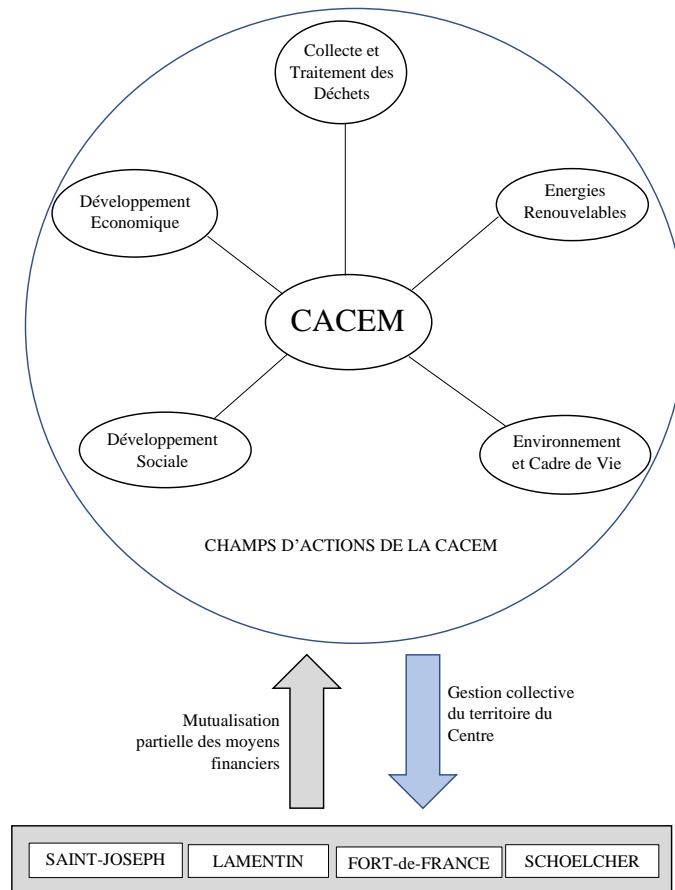 Collecte et
Traitement des
Déchets
Développement
Economique
Energies
Renouvelables
CACEM
Développement
Sociale
Environnement
et Cadre de Vie
CHAMPS D'ACTIONS DE LA CACEM
Mutualisation
partielle des moyens
financiers
Gestion collective
du territoire du
Centre
SAINT-JOSEPH
LAMENTIN
FORT-de-FRANCE
SCHOELCHER